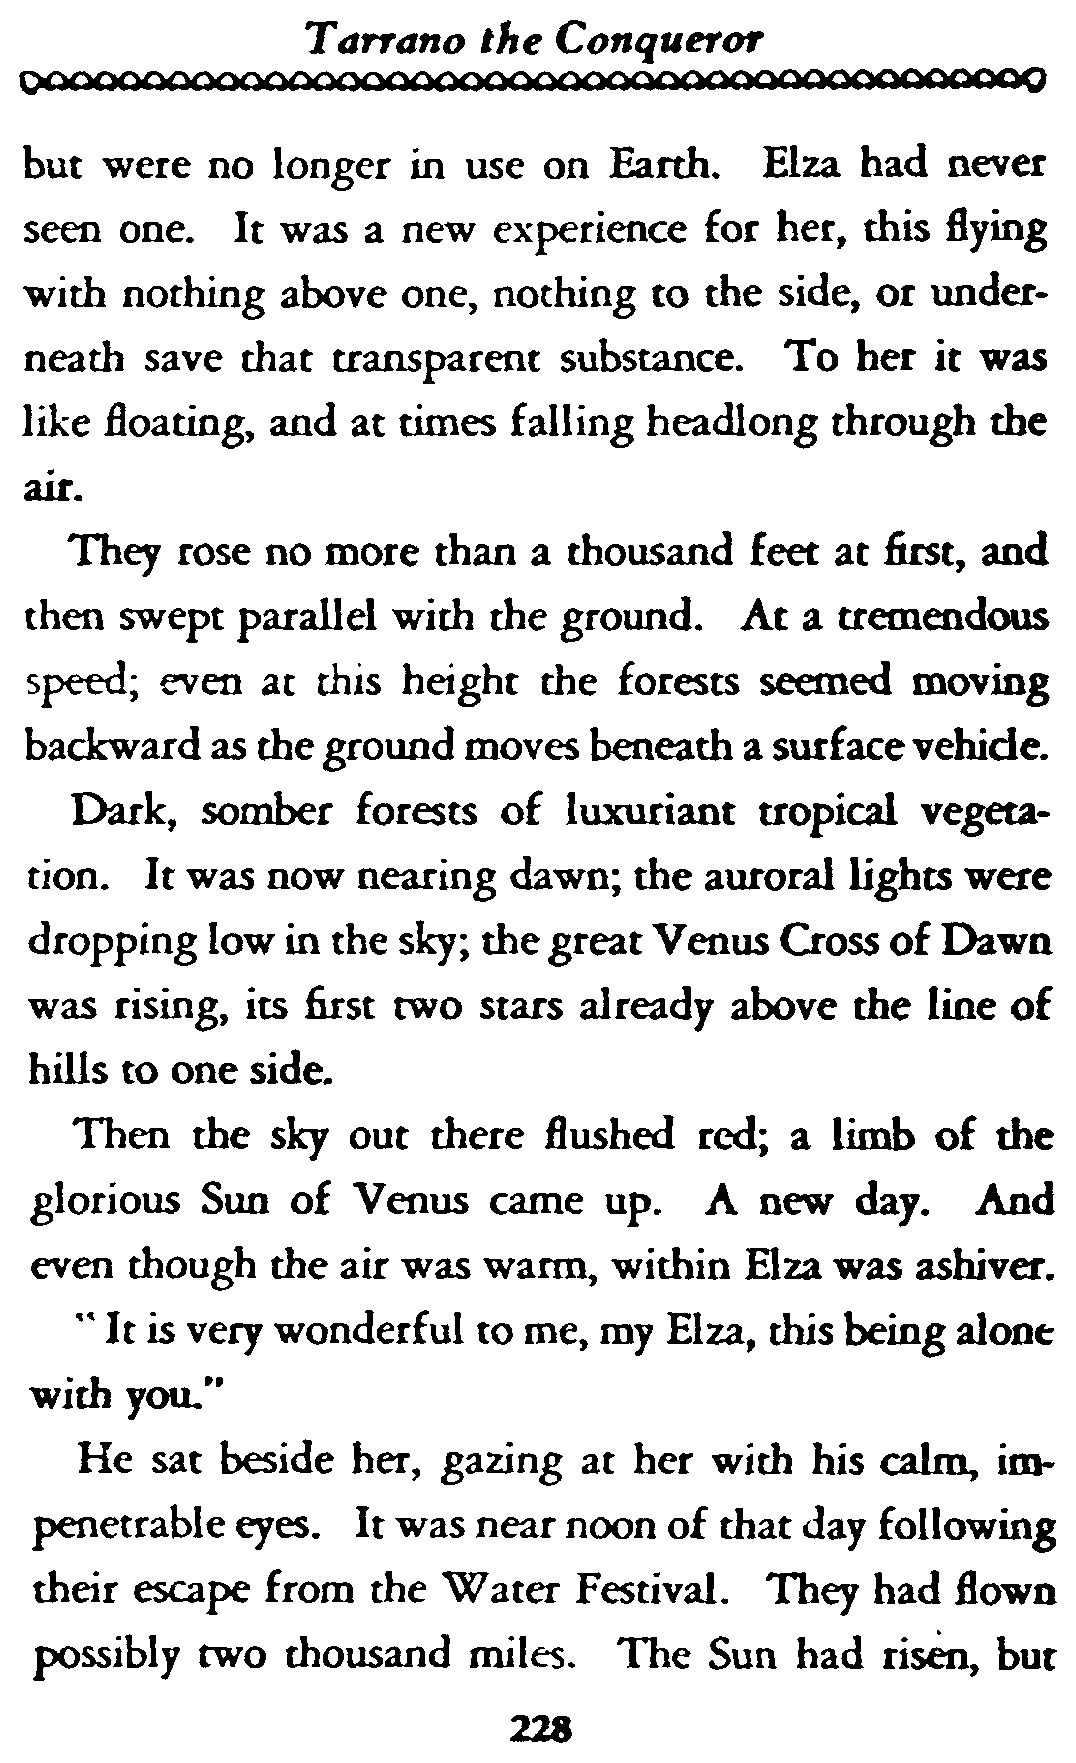 Tarrano the Conqueror
but were no longer in use on Earth. Elza had never
seen one. It was a new experience for her, this flying
with nothing above one, nothing to the side, or under-
neath save that transparent substance. To her it was
like floating, and at times falling headlong through the
air.
They rose no more than a thousand feet at first, and
then swept parallel with the ground. At a tremendous
speed; even at this height the forests seemed moving
backward as the ground moves beneath a surface vehicle.
Dark, somber forests of luxuriant tropical vegeta-
tion. It was now nearing dawn; the auroral lights were
dropping low in the sky; the great Venus Cross of Dawn
was rising, its first two stars already above the line of
hills to one side.
Then the sky out there flushed red; a limb of the
glorious Sun of Venus came up. A new day. And
even though the air was warm, within Elza was ashiver.
"It is very wonderful to me, my Elza, this being alone
with you."
He sat beside her, gazing at her with his calm, im-
penetrable eyes. It was near noon of that day following
their escape from the Water Festival. They had flown
possibly two thousand miles. The Sun had risen, but
228